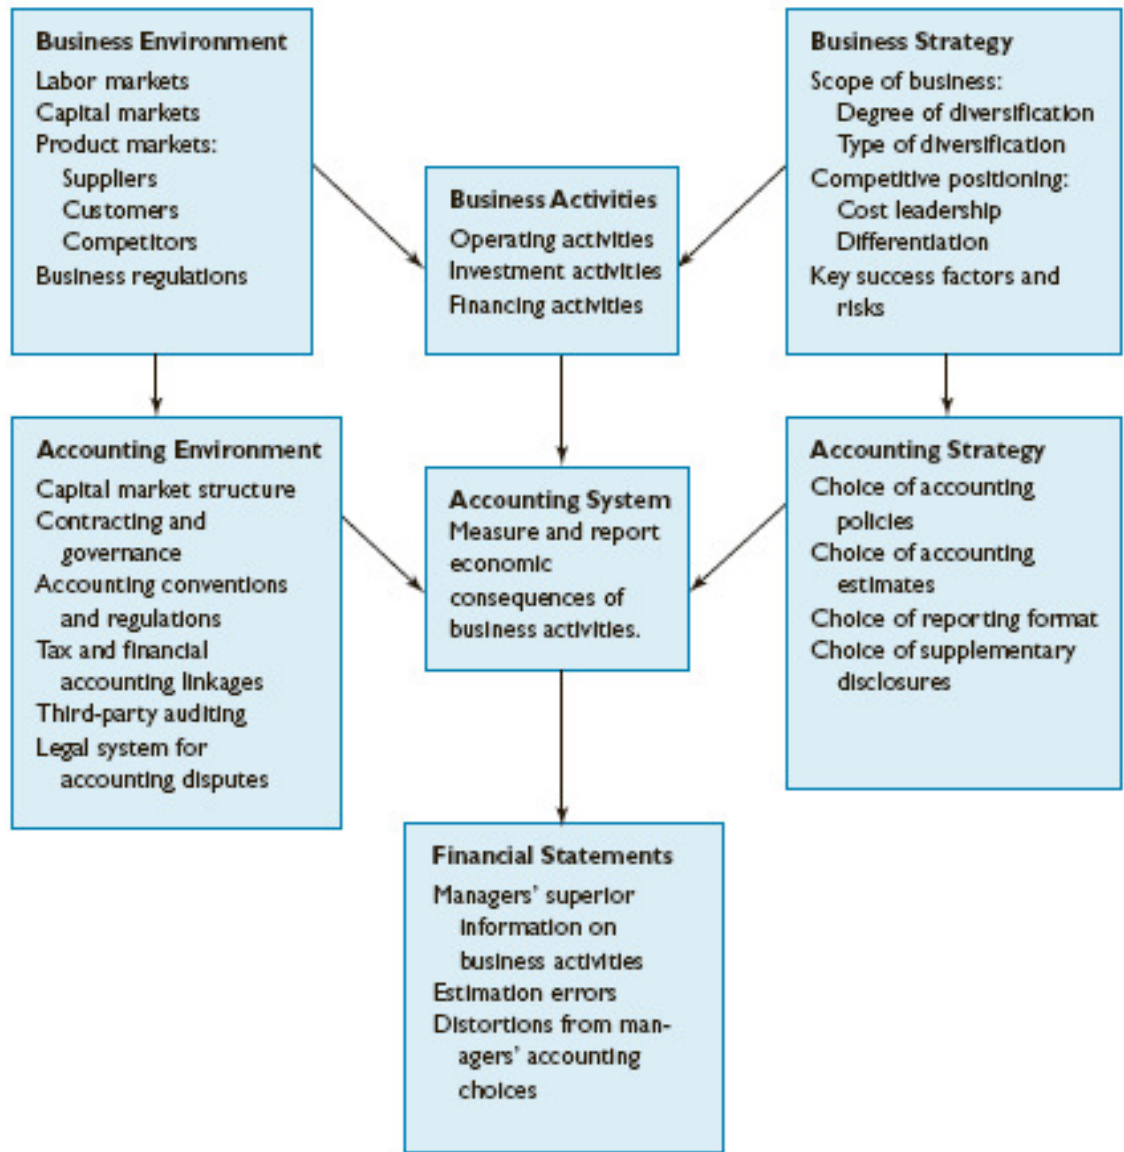 Business Environment
Labor markets
Capital markets
Product markets:
Suppliers
Customers
Competitors
Business regulations
Business Activities
Operating activities
Investment activities
Financing activities
Business Strategy
Scope of business:
Degree of diversification
Type of diversification
Competitive positioning:
Cost leadership
Differentiation
Key success factors and
risks
Accounting Environment
Capital market structure
Contracting and
governance
Accounting conventions
and regulations
Tax and financial
accounting linkages
Third-party auditing
Legal system for
accounting disputes
Accounting System
Measure and report
economic
consequences of
business activities.
Accounting Strategy
Choice of accounting
policies
Choice of accounting
estimates
Choice of reporting format
Choice of supplementary
disclosures
Financial Statements
Managers’ superior
information on
business activities
Estimation errors
Distortions from man-
agers’ accounting
choices